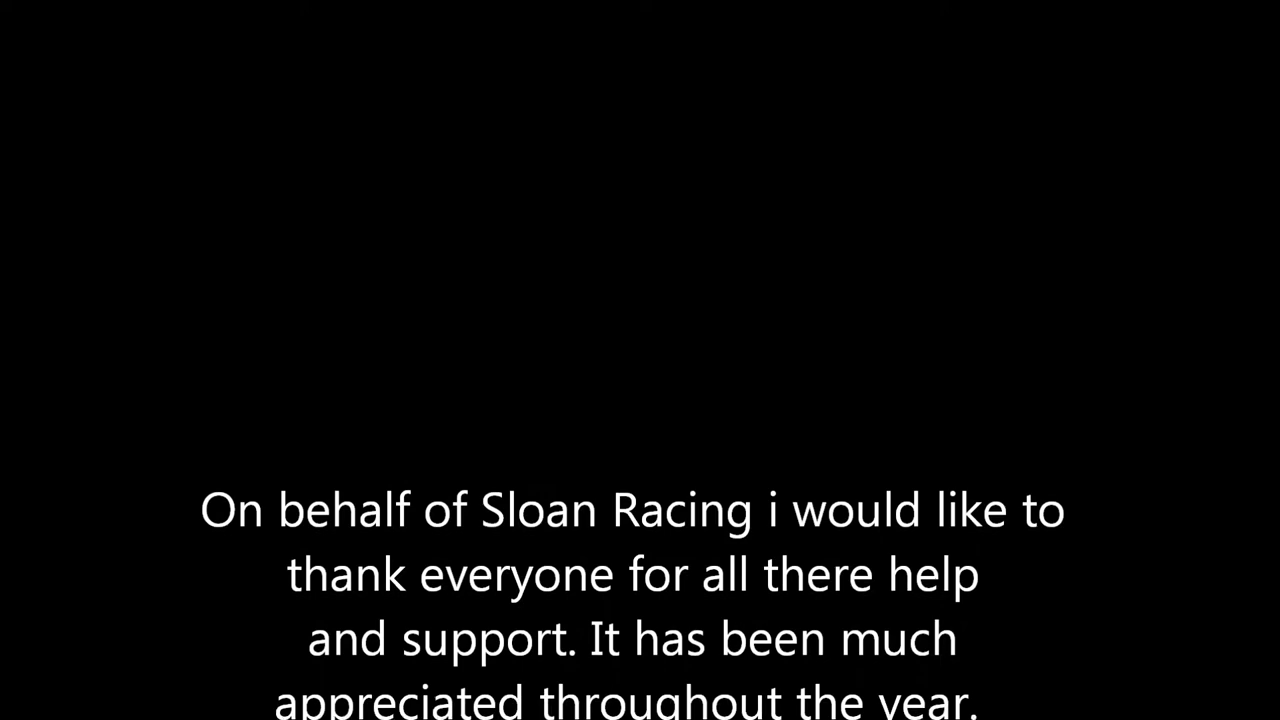 On behalf of Sloan Racing i would like to
thank everyone for all there help
and support. It has been much
appreciated throughout the year.